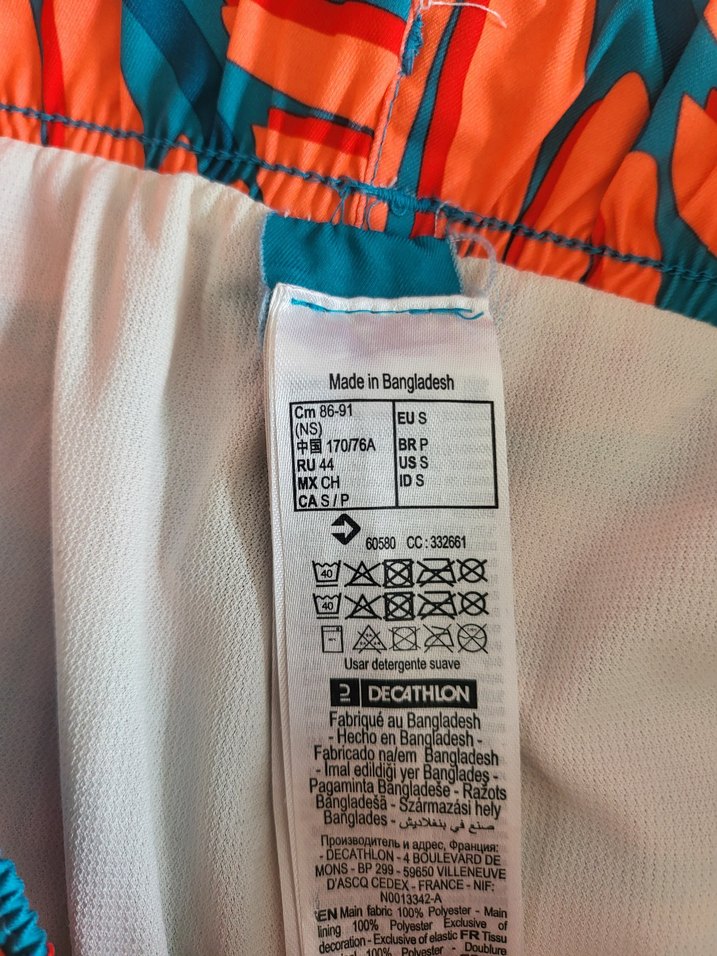 Made in Bangladesh
Cm 86-91
(NS)
中国 170/76A
RU 44
MX CH
CA S / P
EU S
BR P
US S
ID S
60580 CC : 332661
40
40
Usar detergente suave
DECATHLON
Fabriqué au Bangladesh
- Hecho en Bangladesh -
Fabricado na/em Bangladesh
- İmal edildiği yer Bangladeş -
Pagaminta Bangladeše - Ražots
Bangladešā - Származási hely
Banglades - صنع في بنغلاديش
Производитель и адрес, Франция:
- DECATHLON - 4 BOULEVARD DE
MONS - BP 299 - 59650 VILLENEUVE
D'ASCQ CEDEX - FRANCE - NIF:
N0013342-A
EN Main fabric 100% Polyester - Main
lining 100% Polyester Exclusive of
decoration - Exclusive of elastic FR Tissu
100% Polyester - Doublure